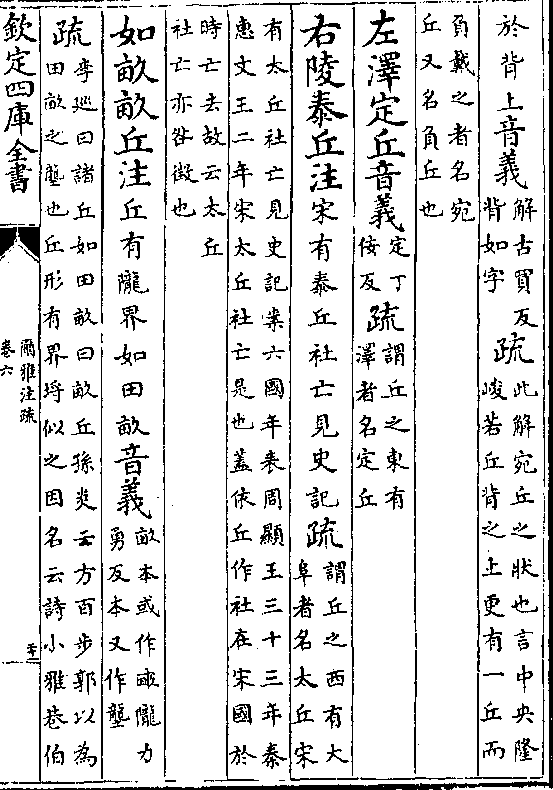 於背上音義解古買反背如字疏此解宛丘之狀也言中央隆峻若丘背之上更有一丘而
負戴之者名宛丘又名負丘也
左澤定丘音義定丁佞反疏謂丘之東有澤者名定丘
右陵泰丘注宋有泰丘社亡見史記疏謂丘之西有大阜者名太丘宋
有太丘社亡見史記案六國年表周顯王三十三年秦惠文王二年宋太丘社亡是也蓋依丘作社在宋國於
時亡去故云太丘社亡亦咎徵也
如畝畝丘注丘有隴界如田畝音義畝本或作畮隴力勇反本又作壟
疏李巡曰諸丘如田畝曰畝丘孫炎云方百步郭以為田畝之壟也丘形有界埒似之因名云詩小雅巷伯
欽定四庫全書
爾雅注疏
卷六